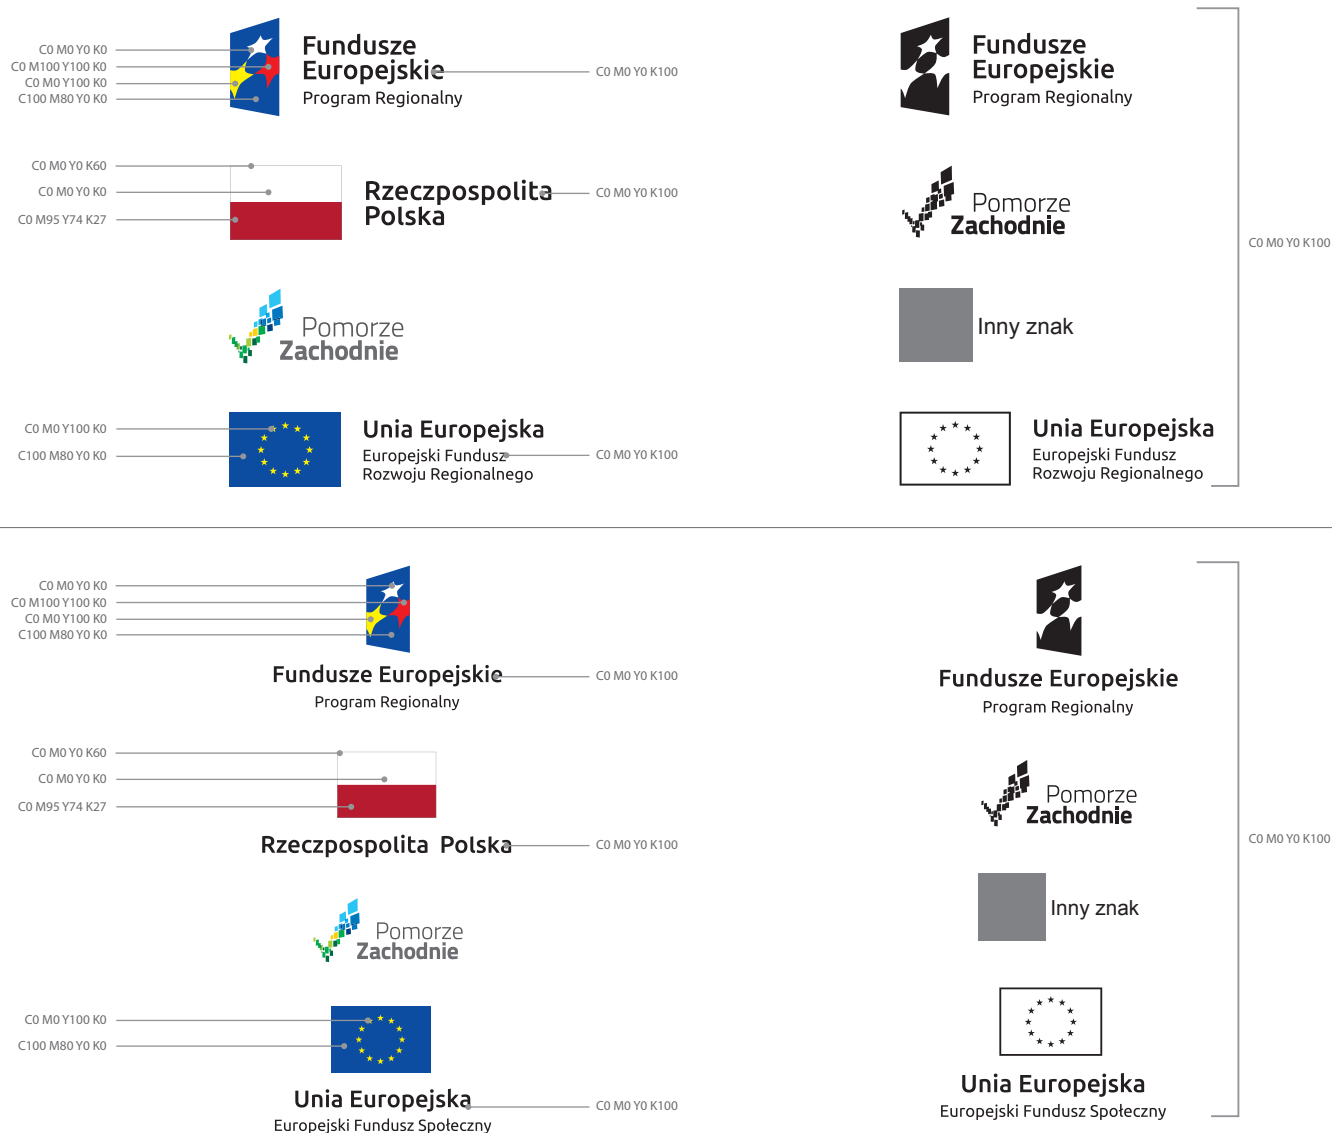 C0 M0 Y0 K0
C0 M100 Y100 K0
C0 M0 Y100 K0
C100 M80 Y0 K0
Fundusze
Europejskie
Program Regionalny
C0 M0 Y0 K100
C0 M0 Y0 K60
C0 M0 Y0 K0
C0 M95 Y74 K27
Rzeczpospolita
Polska
C0 M0 Y0 K100
Pomorze
Zachodnie
C0 M0 Y100 K0
C100 M80 Y0 K0
Unia Europejska
Europejski Fundusz
Rozwoju Regionalnego
C0 M0 Y0 K100
Fundusze
Europejskie
Program Regionalny
Pomorze
Zachodnie
Inny znak
Unia Europejska
Europejski Fundusz
Rozwoju Regionalnego
C0 M0 Y0 K100
C0 M0 Y0 K0
C0 M100 Y100 K0
C0 M0 Y100 K0
C100 M80 Y0 K0
Fundusze Europejskie
Program Regionalny
C0 M0 Y0 K100
C0 M0 Y0 K60
C0 M0 Y0 K0
C0 M95 Y74 K27
Rzeczpospolita Polska
C0 M0 Y0 K100
Pomorze
Zachodnie
C0 M0 Y100 K0
C100 M80 Y0 K0
Unia Europejska
Europejski Fundusz Społeczny
C0 M0 Y0 K100
Fundusze Europejskie
Program Regionalny
Pomorze
Zachodnie
Inny znak
Unia Europejska
Europejski Fundusz Społeczny
C0 M0 Y0 K100